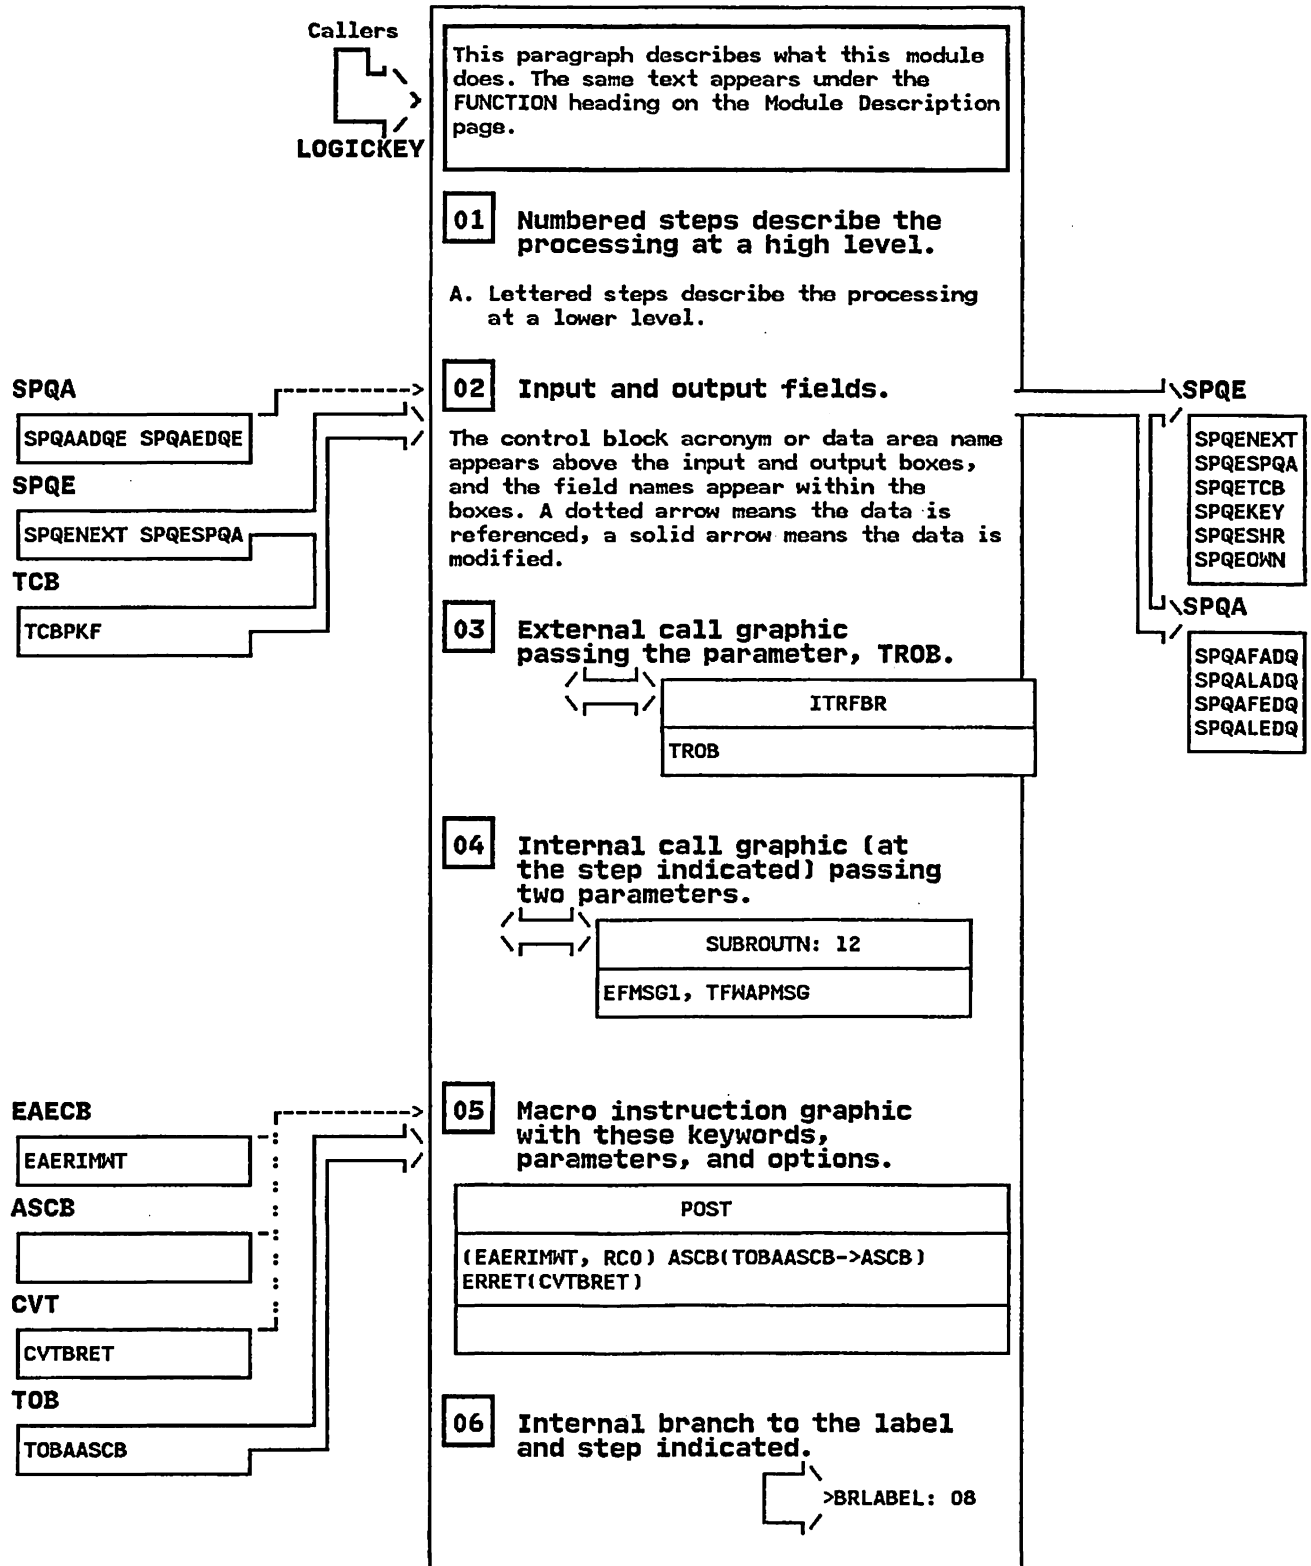 Callers
LOGICKEY
This paragraph describes what this module
does. The same text appears under the
FUNCTION heading on the Module Description
page.
01 Numbered steps describe the
processing at a high level.
A. Lettered steps describe the processing
at a lower level.
SPQA
SPQAADQE SPQAEDQE
SPQE
SPQENEXT SPQESPQA
TCB
TCBPKF
02 Input and output fields.
The control block acronym or data area name
appears above the input and output boxes,
and the field names appear within the
boxes. A dotted arrow means the data is
referenced, a solid arrow means the data is
modified.
SPQE
SPQENEXT
SPQESPQA
SPQETCB
SPQEKEY
SPQESHR
SPQEOWN
SPQA
SPQAFADQ
SPQALADQ
SPQAFEDQ
SPQALEDQ
03 External call graphic
passing the parameter, TROB.
ITRFBR
TROB
04 Internal call graphic (at
the step indicated) passing
two parameters.
SUBROUTN: 12
EFMSG1, TFWAPMSG
EAECB
EAERIMWT
ASCB
CVT
CVTBRET
TOB
TOBAASCB
05 Macro instruction graphic
with these keywords,
parameters, and options.
POST
(EAERIMWT, RC0) ASCB(TOBAASCB->ASCB)
ERRET(CVTBRET)
06 Internal branch to the label
and step indicated.
>BRLABEL: 08